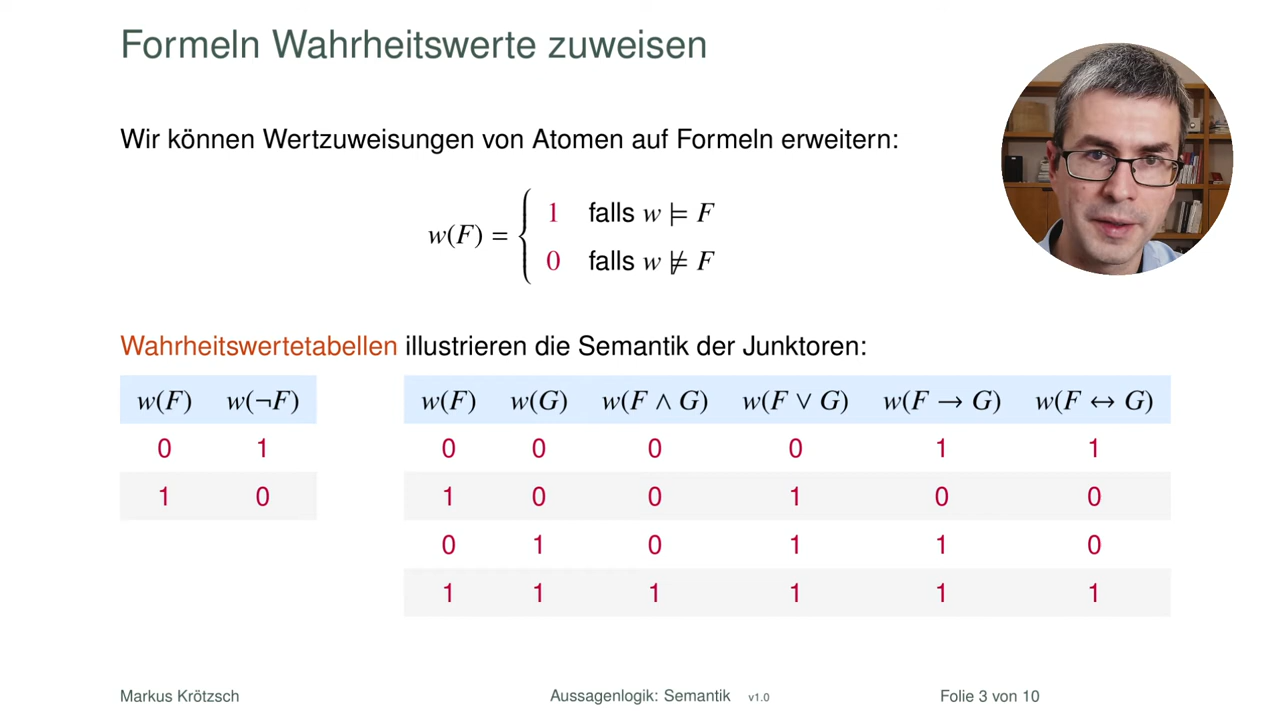 Formeln Wahrheitswerte zuweisen
Wir können Wertzuweisungen von Atomen auf Formeln erweitern:
w(F) = { 1 falls w ⊨ F
0 falls w ⊭ F
Wahrheitswertetabellen illustrieren die Semantik der Junktoren:
w(F) w(¬F)
0 1
1 0
w(F) w(G) w(F ∧ G) w(F ∨ G) w(F → G) w(F ↔ G)
0 0 0 0 1 1
1 0 0 1 0 0
0 1 0 1 1 0
1 1 1 1 1 1
Markus Krötzsch Aussagenlogik: Semantik v1.0 Folie 3 von 10